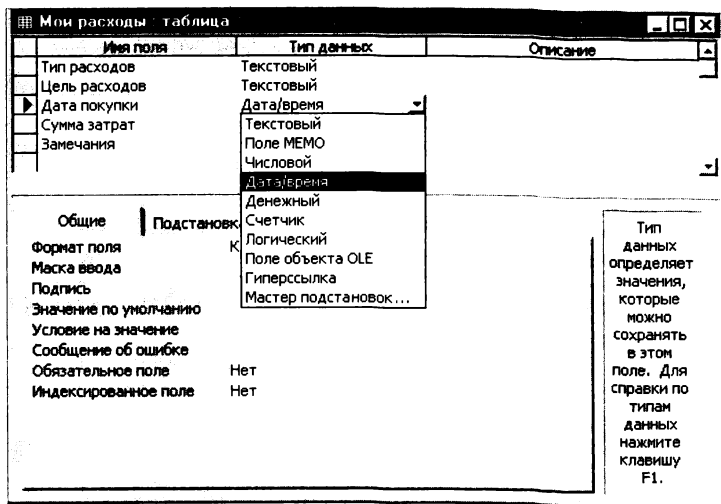 Мои расходы : таблица
Имя поля Тип данных Описание
Тип расходов Текстовый
Цель расходов Текстовый
Дата покупки Дата/время
Сумма затрат
Замечания
Текстовый
Поле MEMO
Числовой
Дата/время
Денежный
Счетчик
Логический
Поле объекта OLE
Гиперссылка
Мастер подстановок...
Общие Подстановк
Формат поля К
Маска ввода
Подпись
Значение по умолчанию
Условие на значение
Сообщение об ошибке
Обязательное поле Нет
Индексированное поле Нет
Тип
данных
определяет
значения,
которые
можно
сохранять
в этом
поле. Для
справки по
типам
данных
нажмите
клавишу
F1.